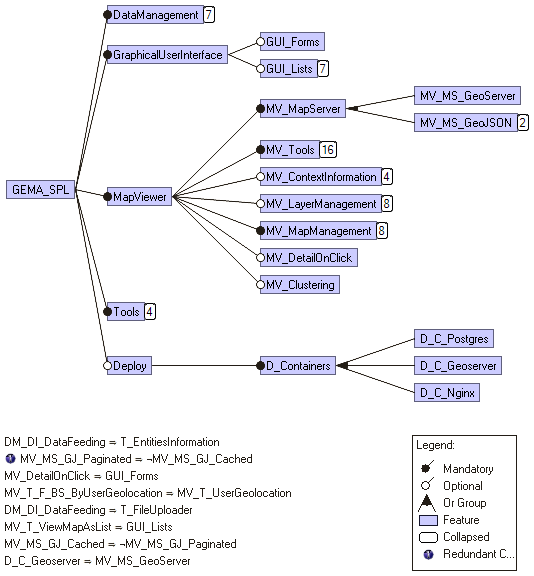 DataManagement 7
GraphicalUserInterface
GUI_Forms
GUI_Lists 7
MV_MapServer
MV_MS_GeoServer
MV_MS_GeoJSON 2
MV_Tools 16
MV_ContextInformation 4
GEMA_SPL
MapViewer
MV_LayerManagement 8
MV_MapManagement 8
MV_DetailOnClick
MV_Clustering
Tools 4
Deploy
D_Containers
D_C_Postgres
D_C_Geoserver
D_C_Nginx
DM_DI_DataFeeding ⇒ T_EntitiesInformation
MV_MS_GJ_Paginated ⇒ ¬MV_MS_GJ_Cached
MV_DetailOnClick ⇒ GUI_Forms
MV_T_F_BS_ByUserGeolocation ⇒ MV_T_UserGeolocation
DM_DI_DataFeeding ⇒ T_FileUploader
MV_T_ViewMapAsList ⇒ GUI_Lists
MV_MS_GJ_Cached ⇒ ¬MV_MS_GJ_Paginated
D_C_Geoserver ⇒ MV_MS_GeoServer
Legend:
Mandatory
Optional
Or Group
Feature
Collapsed
Redundant C...